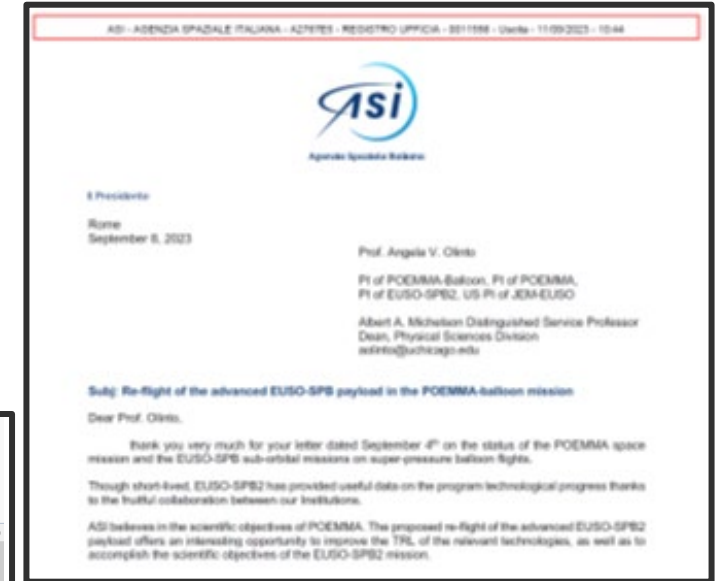 ASI - AGENZIA SPAZIALE ITALIANA - REGISTRO UFFICIALE - Uscita - 11/09/2023 - 10:44
ASI
Agenzia Spaziale Italiana
Il Presidente
Rome
September 8, 2023
Prof. Angela V. Olinto
PI of POEMMA-Balloon, PI of POEMMA,
PI of EUSO-SPB2, US PI of JEM-EUSO
Albert A. Michelson Distinguished Service Professor
Dean, Physical Sciences Division
aolinto@uchicago.edu
Subj: Re-flight of the advanced EUSO-SPB payload in the POEMMA-balloon mission
Dear Prof. Olinto,
thank you very much for your letter dated September 4th on the status of the POEMMA space
mission and the EUSO-SPB sub-orbital missions on super-pressure balloon flights.
Though short-lived, EUSO-SPB2 has provided useful data on the program technological progress thanks
to the fruitful collaboration between our Institutions.
ASI believes in the scientific objectives of POEMMA. The proposed re-flight of the advanced EUSO-SPB2
payload offers an interesting opportunity to improve the TRL of the relevant technologies, as well as to
accomplish the scientific objectives of the EUSO-SPB2 mission.